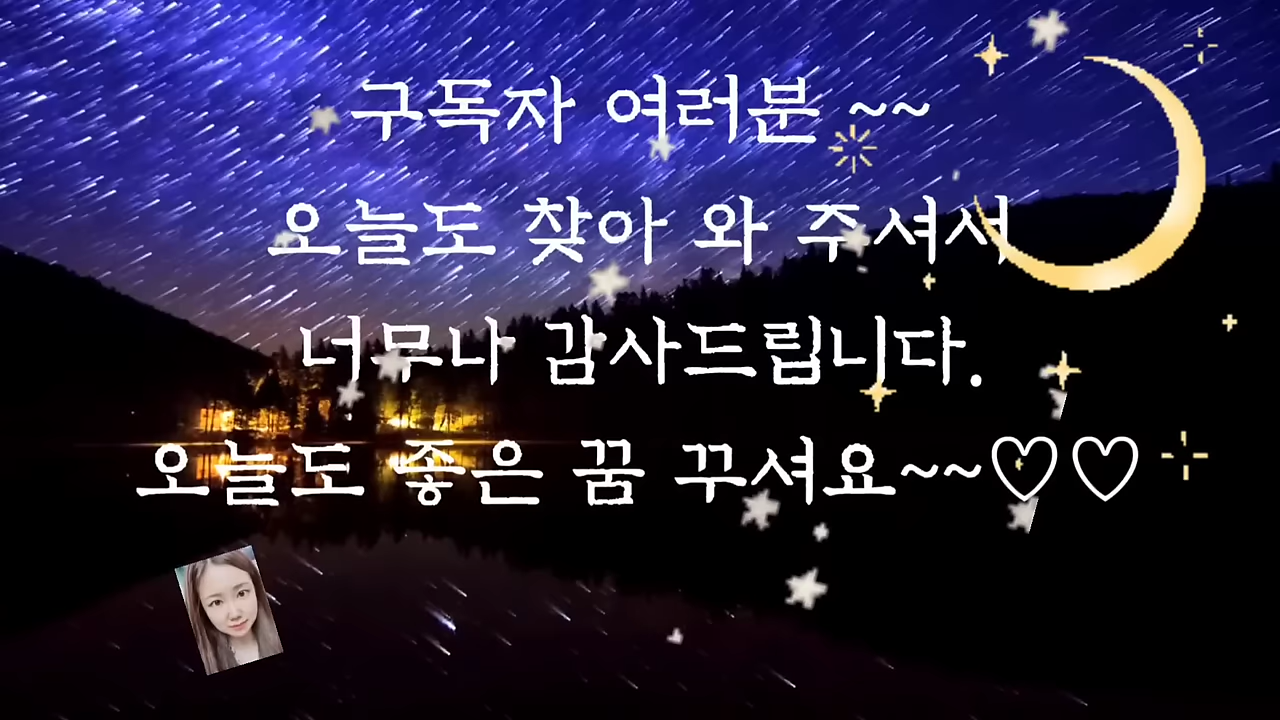 구독자 여러분 ~~
오늘도 찾아 와 주셔서
너무나 감사드립니다.
오늘도 좋은 꿈 꾸셔요~~♡♡